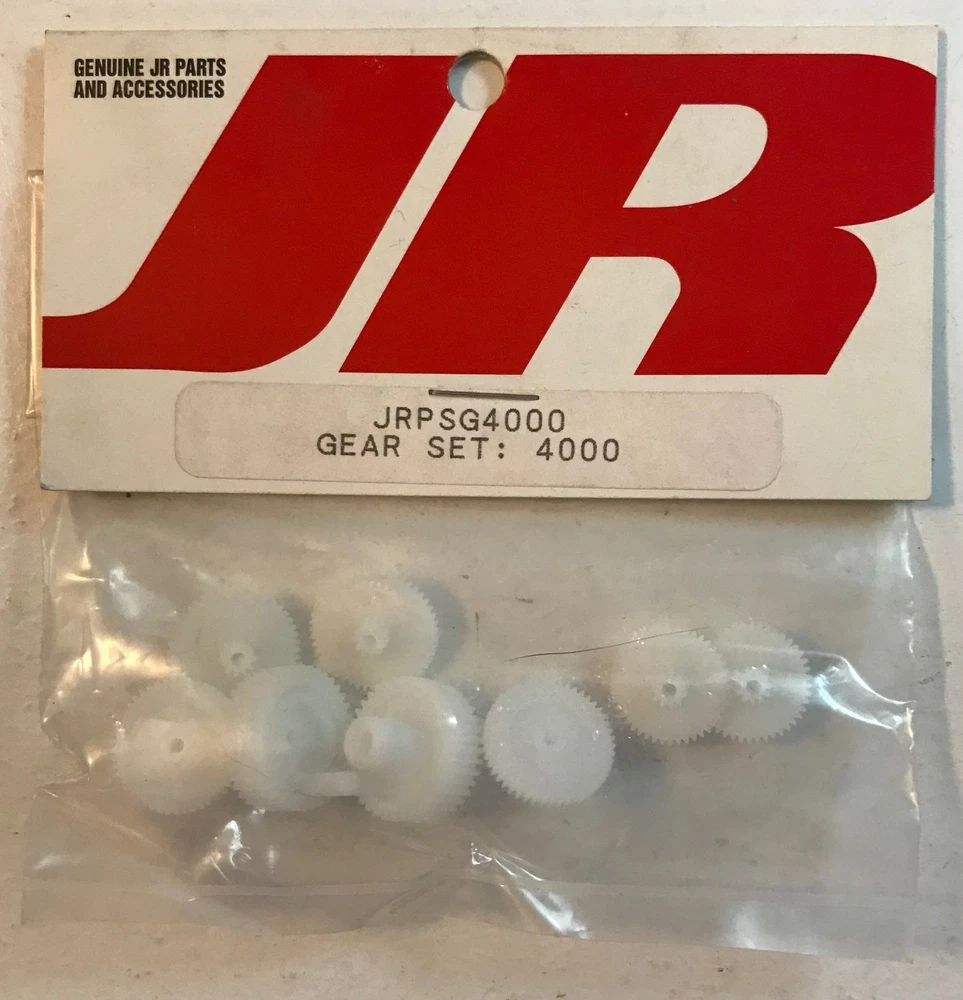 GENUINE JR PARTS
AND ACCESSORIES
JR
JRPSG4000
GEAR SET: 4000